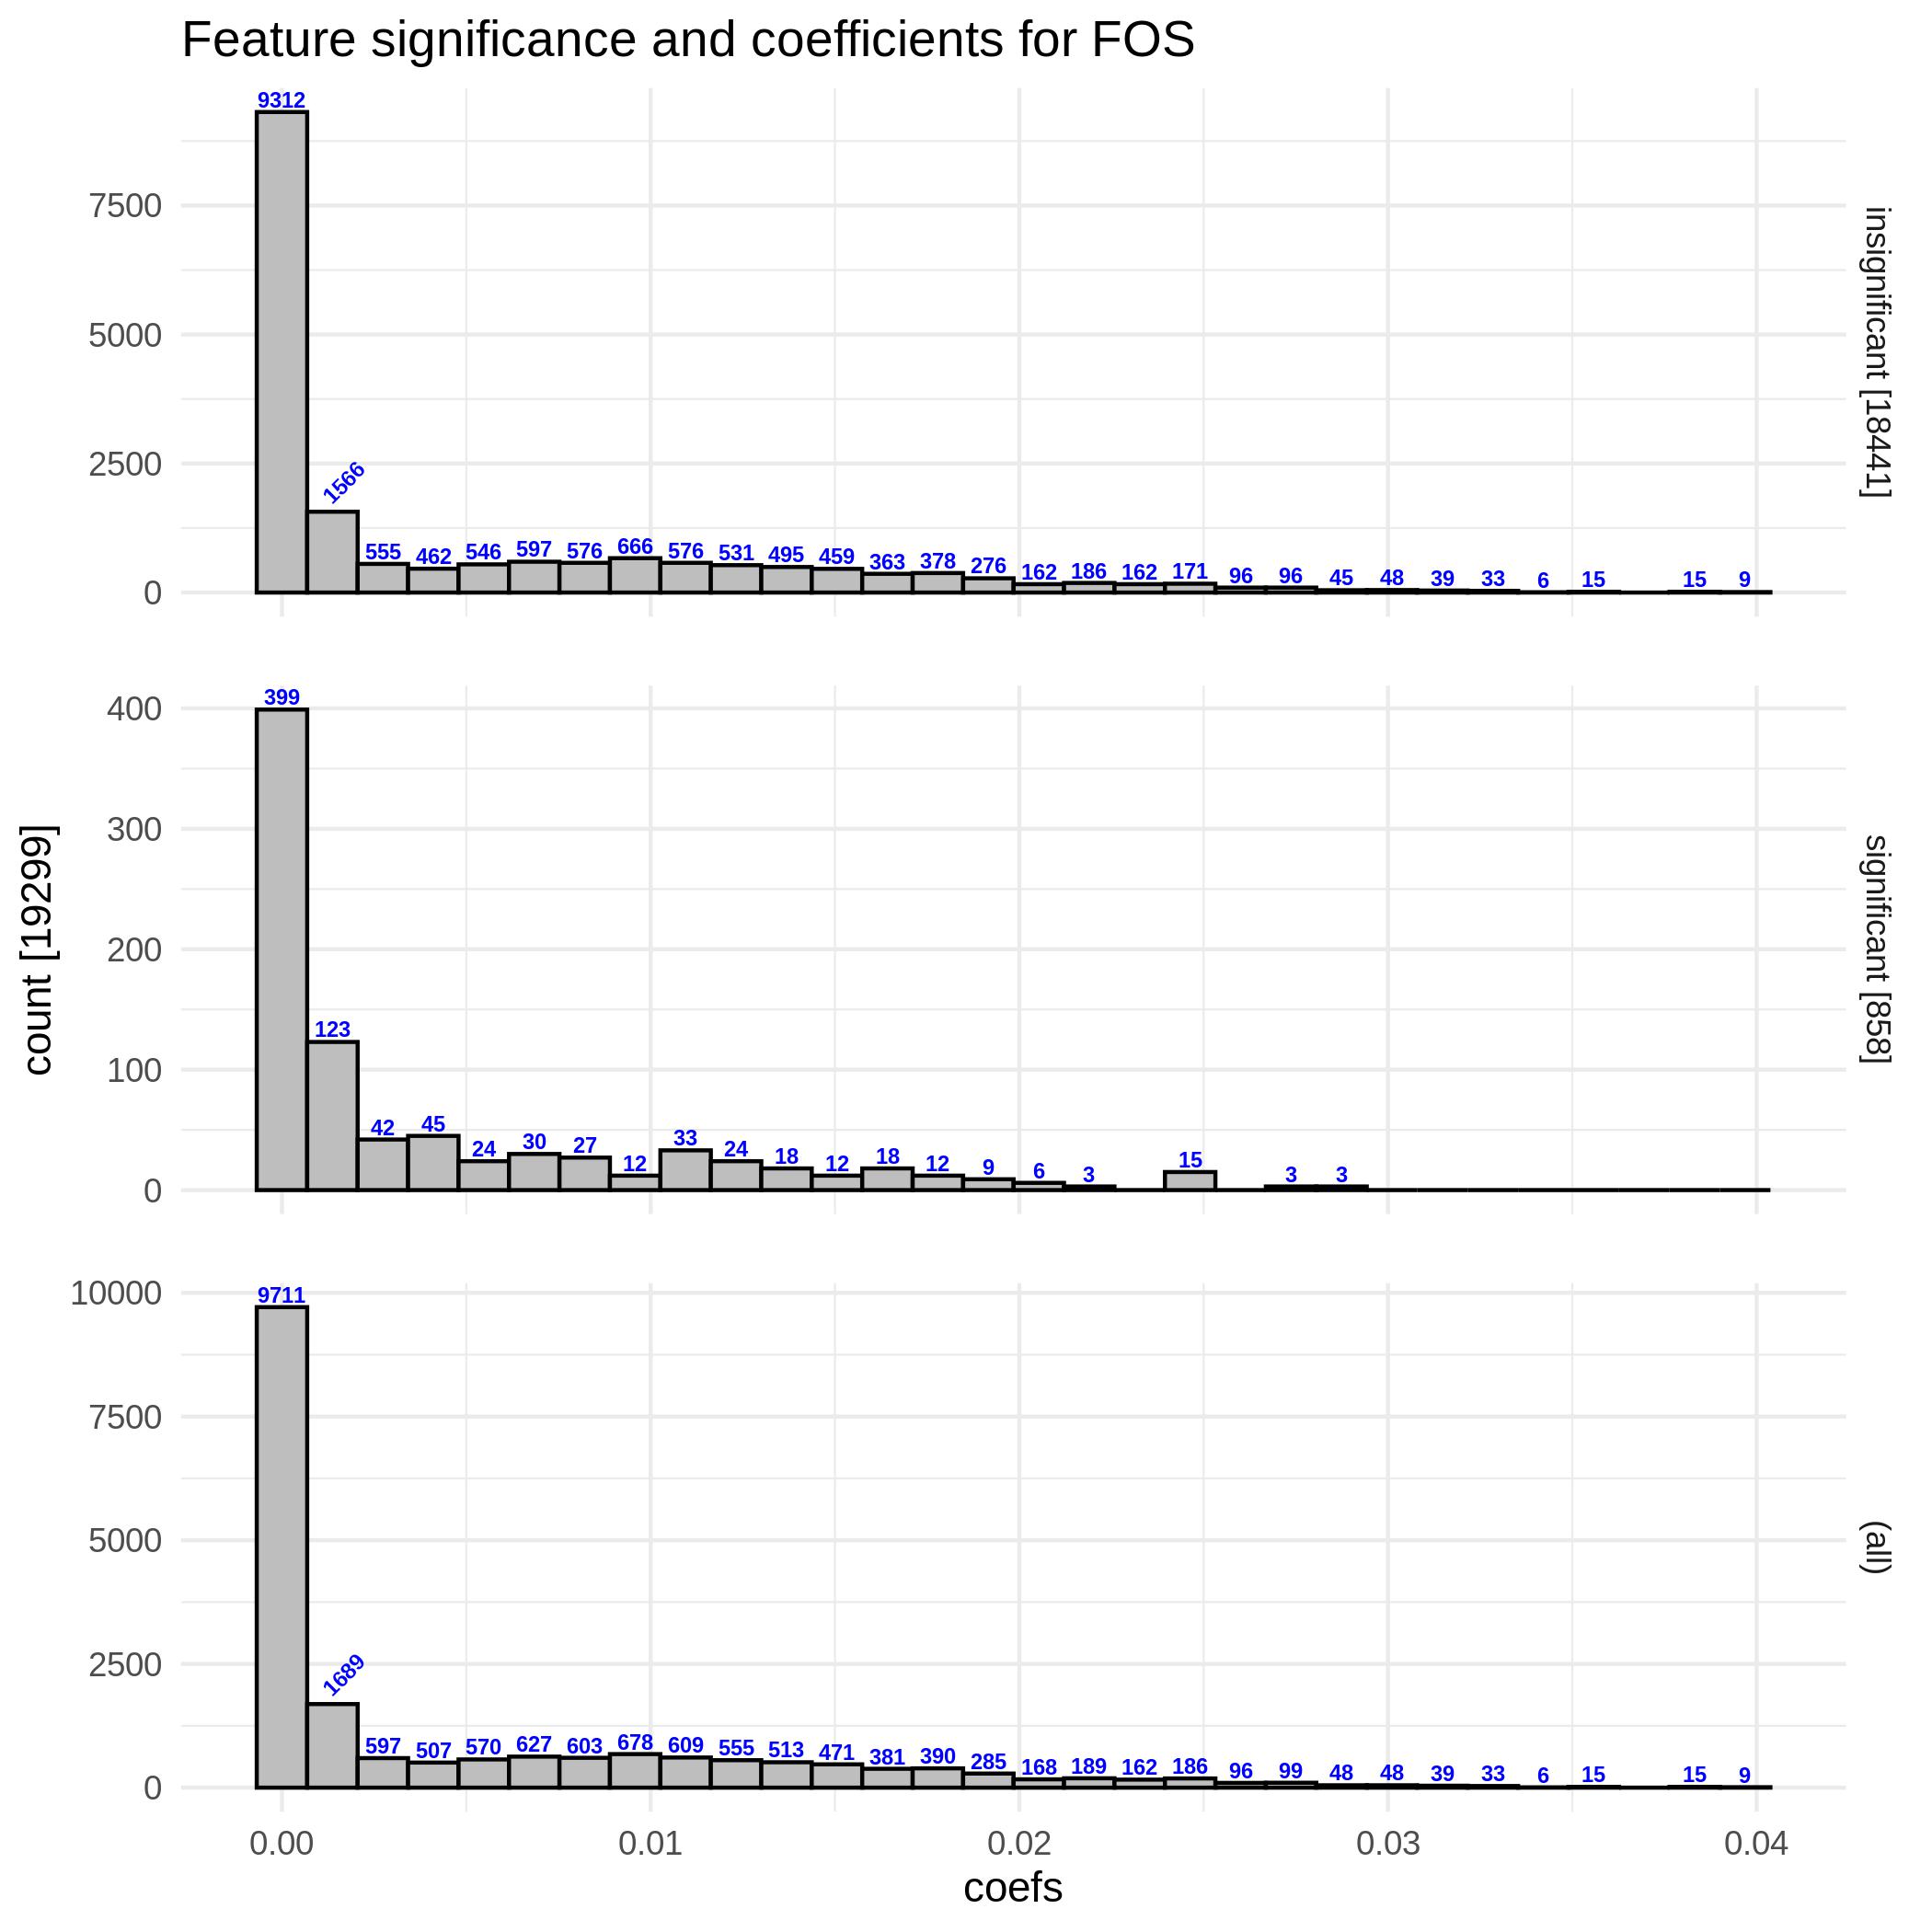 Feature significance and coefficients for FOS
count [19299]
insignificant [18441]
7500
5000
2500
0
9312
1566
555 462 546 597 576 666 576 531 495 459 363 378 276 162 186 162 171 96 96 45 48 39 33 6 15 15 9
significant [858]
400
300
200
100
0
399
123
42 45 24 30 27 12 33 24 18 12 18 12 9 6 3 15 3 3
(all)
10000
7500
5000
2500
0
9711
1689
597 507 570 627 603 678 609 555 513 471 381 390 285 168 189 162 186 96 99 48 48 39 33 6 15 15 9
0.00 0.01 0.02 0.03 0.04
coefs